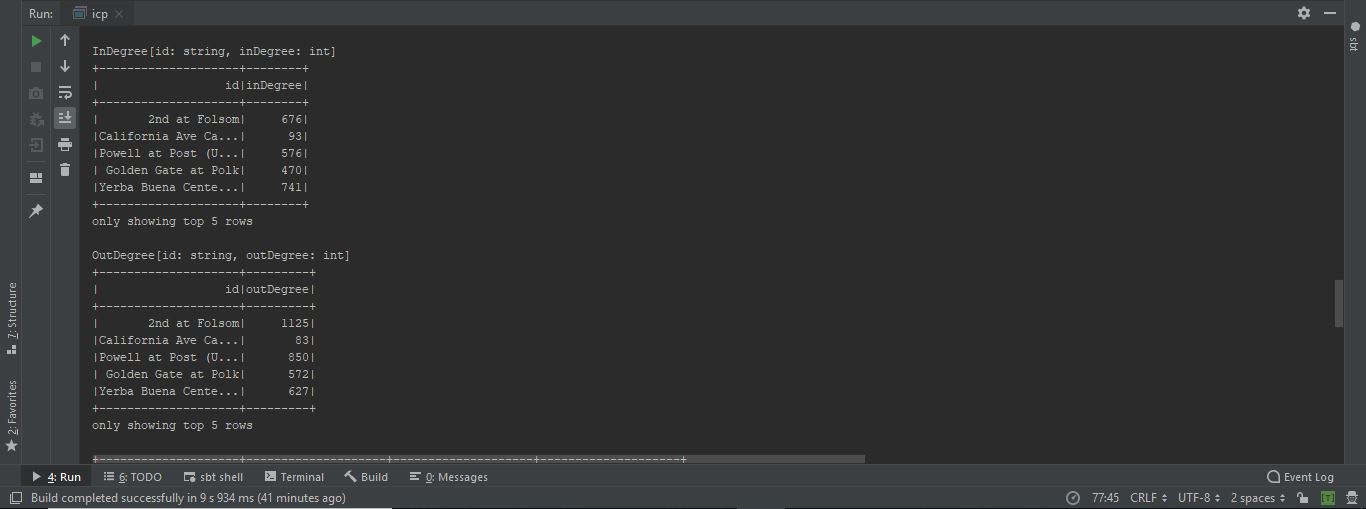 Run: icp
InDegree[id: string, inDegree: int]
+--------------------+--------+
|                  id|inDegree|
+--------------------+--------+
|       2nd at Folsom|     676|
|California Ave Ca...|      93|
|Powell at Post (U...|     576|
| Golden Gate at Polk|     470|
|Yerba Buena Cente...|     741|
+--------------------+--------+
only showing top 5 rows
OutDegree[id: string, outDegree: int]
+--------------------+---------+
|                  id|outDegree|
+--------------------+---------+
|       2nd at Folsom|     1125|
|California Ave Ca...|       83|
|Powell at Post (U...|      850|
| Golden Gate at Polk|      572|
|Yerba Buena Cente...|      627|
+--------------------+---------+
only showing top 5 rows
+--------------------+--------------------+--------------------+--------------------+
sbt
7: Structure
2: Favorites
4: Run 6: TODO sbt shell Terminal Build 0: Messages Event Log
Build completed successfully in 9 s 934 ms (41 minutes ago) 77:45 CRLF UTF-8 2 spaces [T]